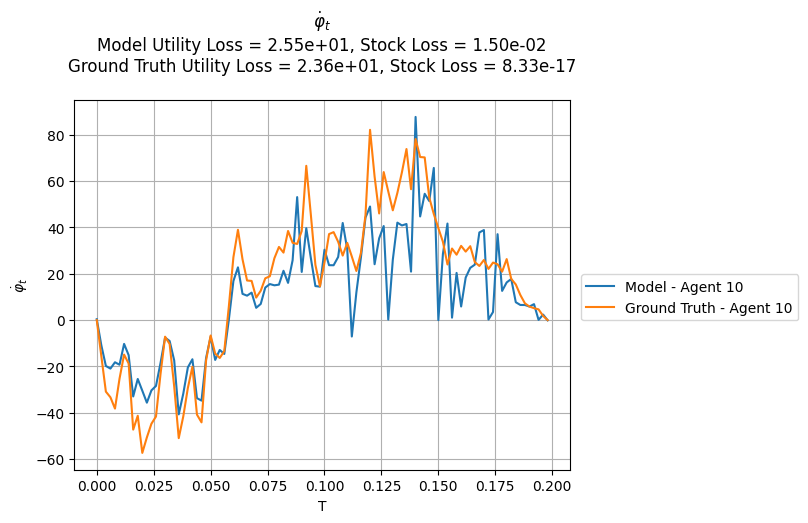 φ̇ₜ
Model Utility Loss = 2.55e+01, Stock Loss = 1.50e-02
Ground Truth Utility Loss = 2.36e+01, Stock Loss = 8.33e-17
φ̇ₜ
80
60
40
20
0
−20
−40
−60
0.000
0.025
0.050
0.075
0.100
0.125
0.150
0.175
0.200
T
Model - Agent 10
Ground Truth - Agent 10